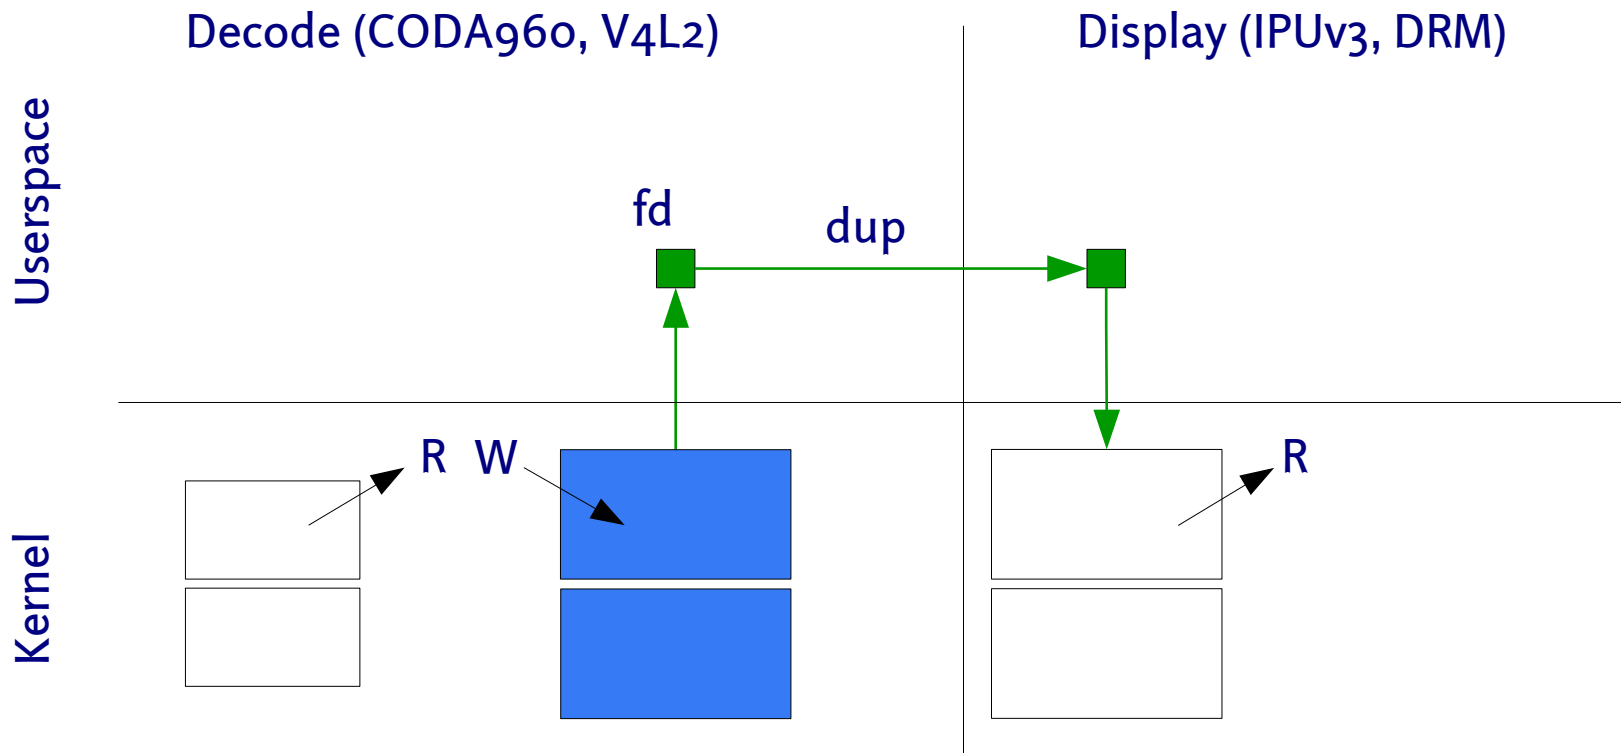 Decode (CODA960, V4L2)
Display (IPUv3, DRM)
Userspace
fd
dup
Kernel
R
W
R